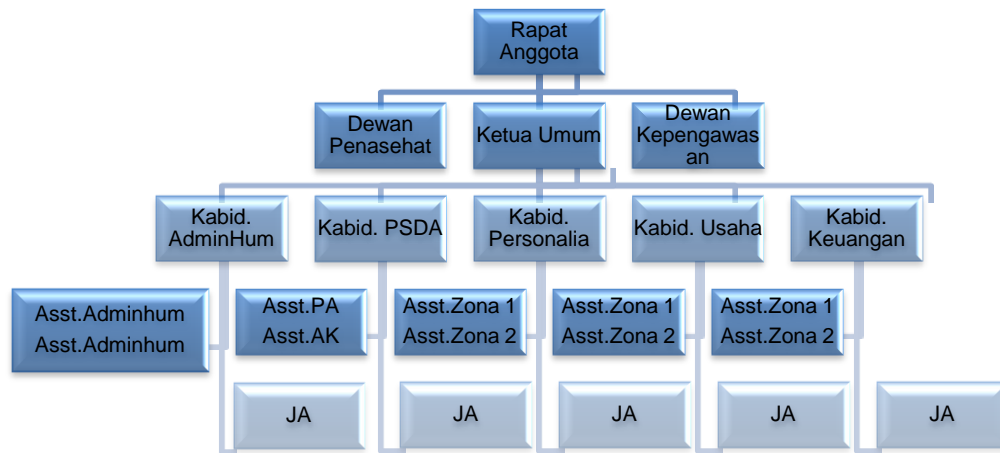 Rapat
Anggota
Dewan
Penasehat
Ketua Umum
Dewan
Kepengawas
an
Kabid.
AdminHum
Kabid. PSDA
Kabid.
Personalia
Kabid. Usaha
Kabid.
Keuangan
Asst.Adminhum
Asst.Adminhum
Asst.PA
Asst.AK
Asst.Zona 1
Asst.Zona 2
Asst.Zona 1
Asst.Zona 2
Asst.Zona 1
Asst.Zona 2
JA
JA
JA
JA
JA